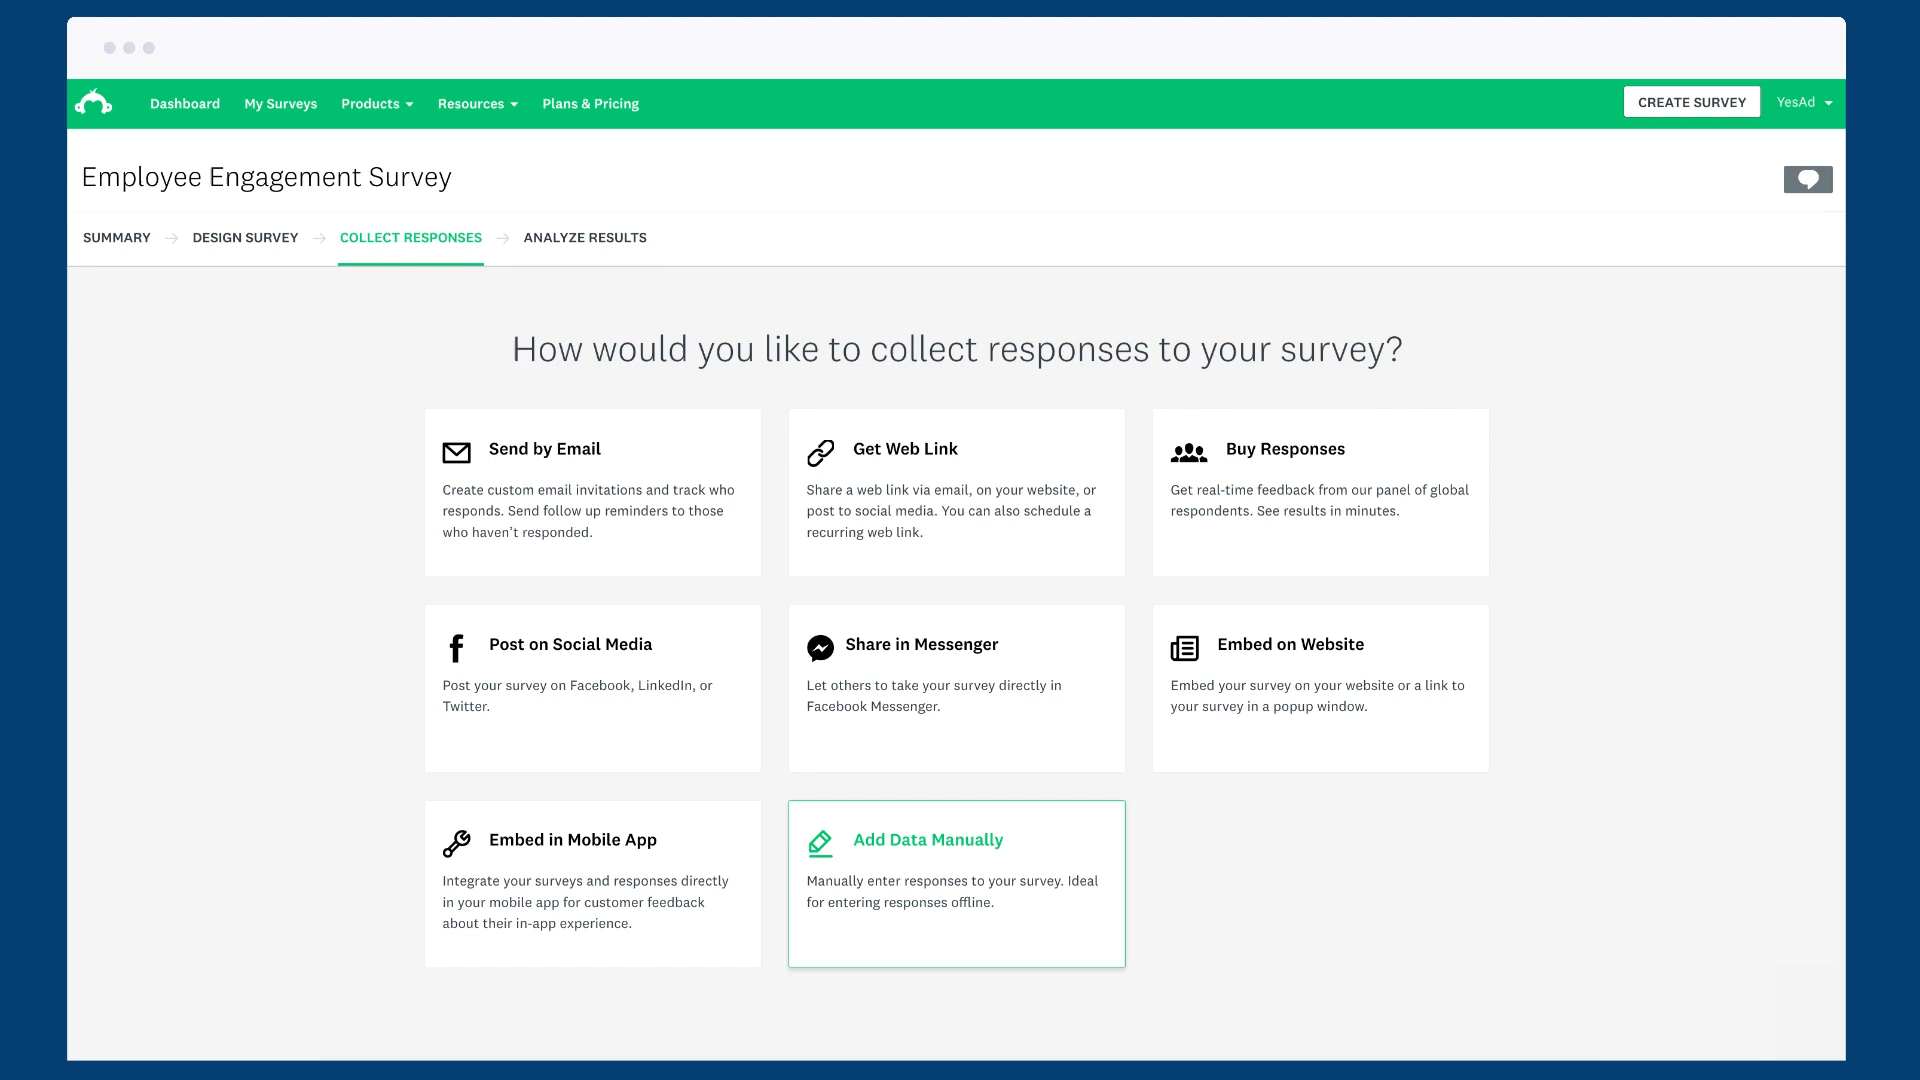 Dashboard My Surveys Products Resources Plans & Pricing CREATE SURVEY YesAd
Employee Engagement Survey
SUMMARY DESIGN SURVEY COLLECT RESPONSES ANALYZE RESULTS
How would you like to collect responses to your survey?
Send by Email
Create custom email invitations and track who
responds. Send follow up reminders to those
who haven’t responded.
Get Web Link
Share a web link via email, on your website, or
post to social media. You can also schedule a
recurring web link.
Buy Responses
Get real-time feedback from our panel of global
respondents. See results in minutes.
Post on Social Media
Post your survey on Facebook, LinkedIn, or
Twitter.
Share in Messenger
Let others to take your survey directly in
Facebook Messenger.
Embed on Website
Embed your survey on your website or a link to
your survey in a popup window.
Embed in Mobile App
Integrate your surveys and responses directly
in your mobile app for customer feedback
about their in-app experience.
Add Data Manually
Manually enter responses to your survey. Ideal
for entering responses offline.